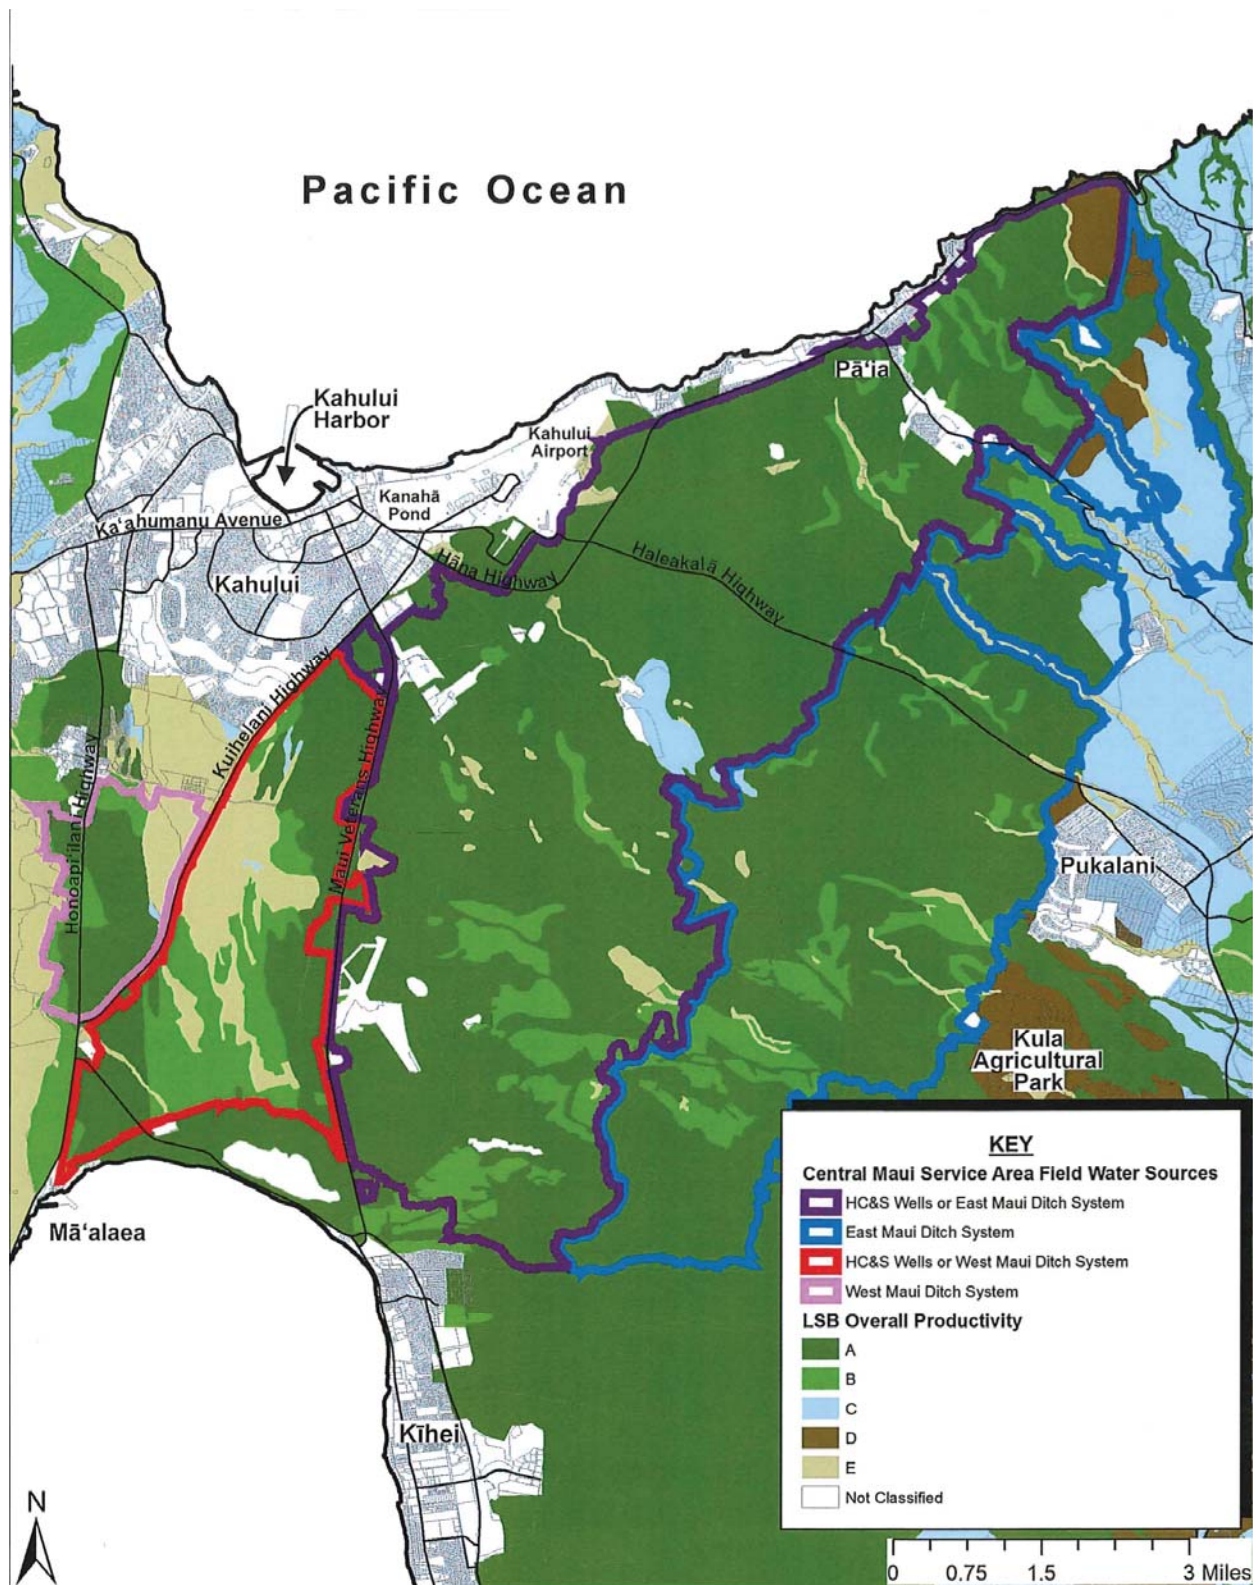 Pacific Ocean
Kahului
Harbor
Pā‘ia
Kahului
Airport
Kanahā
Pond
Ka‘ahumanu Avenue
Hāna Highway
Haleakalā Highway
Kahului
Kuihelani Highway
Maui Veterans Highway
Honoapi‘ilani Highway
Pukalani
Kula
Agricultural
Park
Mā‘alaea
Kīhei
KEY
Central Maui Service Area Field Water Sources
HC&S Wells or East Maui Ditch System
East Maui Ditch System
HC&S Wells or West Maui Ditch System
West Maui Ditch System
LSB Overall Productivity
A
B
C
D
E
Not Classified
N
0 0.75 1.5 3 Miles